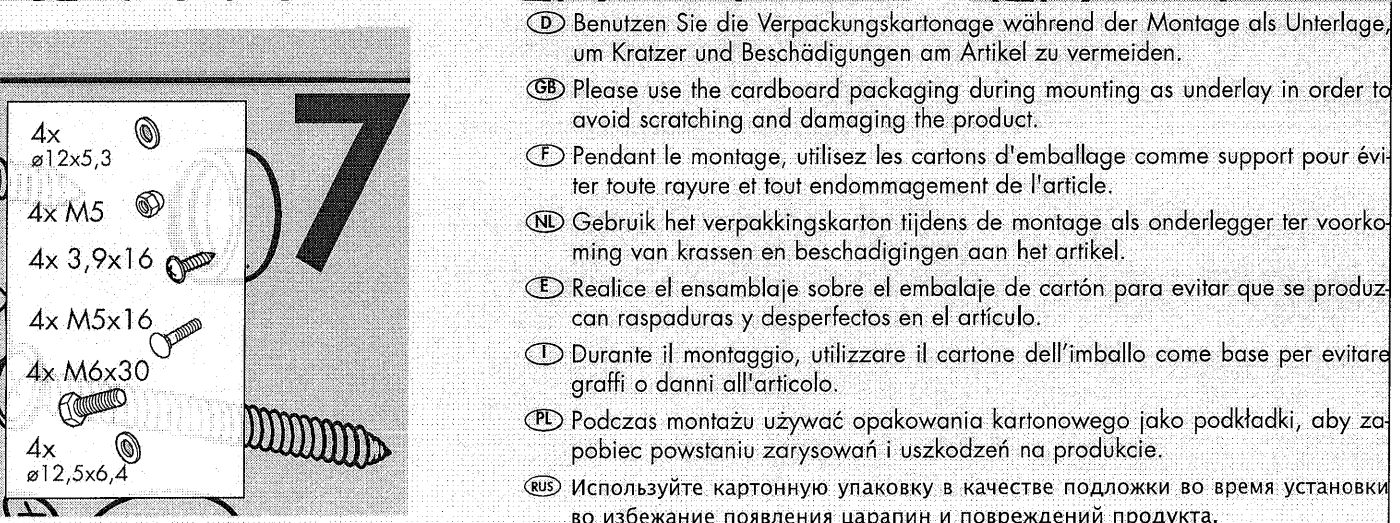 7
4x
ø12x5,3
4x M5
4x 3,9x16
4x M5x16
4x M6x30
4x
ø12,5x6,4
D Benutzen Sie die Verpackungskartonage während der Montage als Unterlage,
um Kratzer und Beschädigungen am Artikel zu vermeiden.
GB Please use the cardboard packaging during mounting as underlay in order to
avoid scratching and damaging the product.
F Pendant le montage, utilisez les cartons d'emballage comme support pour évi-
ter toute rayure et tout endommagement de l'article.
NL Gebruik het verpakkingskarton tijdens de montage als onderlegger ter voorko-
ming van krassen en beschadigingen aan het artikel.
E Realice el ensamblaje sobre el embalaje de cartón para evitar que se produz-
can raspaduras y desperfectos en el artículo.
I Durante il montaggio, utilizzare il cartone dell'imballo come base per evitare
graffi o danni all'articolo.
PL Podczas montażu używać opakowania kartonowego jako podkładki, aby za-
pobiec powstaniu zarysowań i uszkodzeń na produkcie.
RUS Используйте картонную упаковку в качестве подложки во время установки
во избежание появления царапин и повреждений продукта.